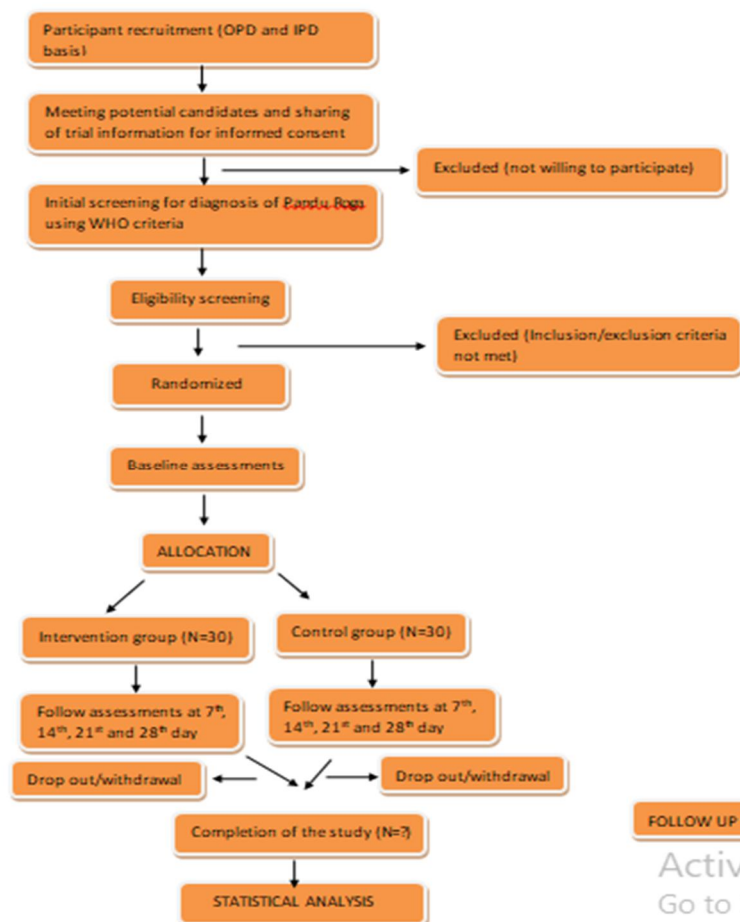 Participant recruitment (OPD and IPD
basis)
Meeting potential candidates and sharing
of trial information for informed consent
Excluded (not willing to participate)
Initial screening for diagnosis of Pandu Roga
using WHO criteria
Eligibility screening
Excluded (Inclusion/exclusion criteria
not met)
Randomized
Baseline assessments
ALLOCATION
Intervention group (N=30)
Control group (N=30)
Follow assessments at 7th,
14th, 21st and 28th day
Follow assessments at 7th,
14th, 21st and 28th day
Drop out/withdrawal
Drop out/withdrawal
Completion of the study (N=?)
FOLLOW UP
STATISTICAL ANALYSIS
Activ
Go to